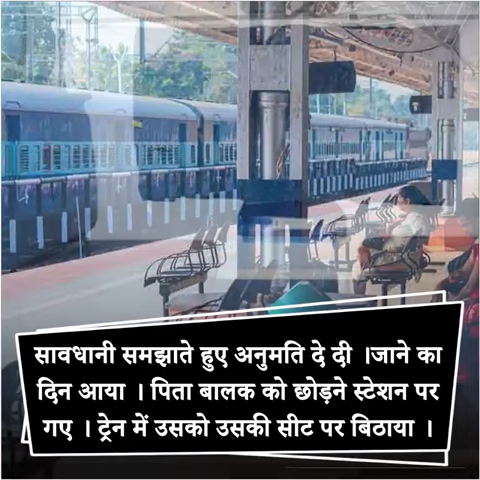 सावधानी समझाते हुए अनुमति दे दी ।जाने का
दिन आया । पिता बालक को छोड़ने स्टेशन पर
गए । ट्रेन में उसको उसकी सीट पर बिठाया ।